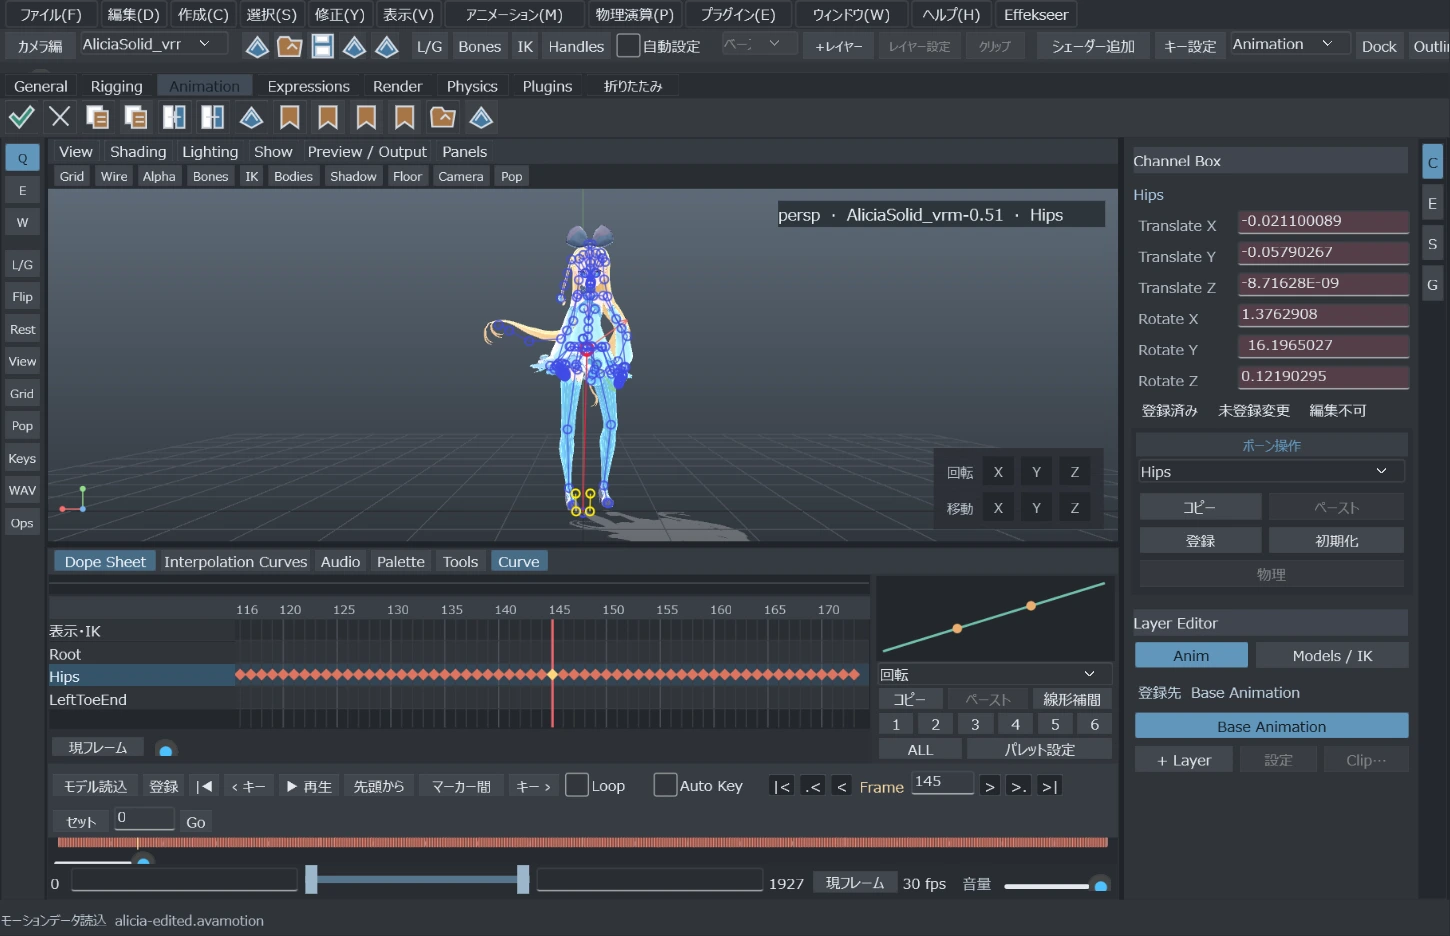 ファイル(F) 編集(D) 作成(C) 選択(S) 修正(Y) 表示(V) アニメーション(M) 物理演算(P) プラグイン(E) ウィンドウ(W) ヘルプ(H) Effekseer
カメラ編 AliciaSolid_vrr L/G Bones IK Handles 自動設定 +レイヤー レイヤー設定 クリップ シェーダー追加 キー設定 Animation Dock Outli
General Rigging Animation Expressions Render Physics Plugins 折りたたみ
View Shading Lighting Show Preview / Output Panels
Grid Wire Alpha Bones IK Bodies Shadow Floor Camera Pop
persp · AliciaSolid_vrm-0.51 · Hips
Q
E
W
L/G
Flip
Rest
View
Grid
Pop
Keys
WAV
Ops
回転 X Y Z
移動 X Y Z
Channel Box
Hips
Translate X -0.021100089
Translate Y -0.05790267
Translate Z -8.71628E-09
Rotate X 1.3762908
Rotate Y 16.1965027
Rotate Z 0.12190295
登録済み 未登録変更 編集不可
ボーン操作
Hips
コピー ペースト
登録 初期化
物理
C
E
S
G
Layer Editor
Anim Models / IK
登録先 Base Animation
Base Animation
+ Layer 設定 Clip…
Dope Sheet Interpolation Curves Audio Palette Tools Curve
116 120 125 130 135 140 145 150 155 160 165 170
表示・IK
Root
Hips
LeftToeEnd
現フレーム
回転
コピー ペースト 線形補間
1 2 3 4 5 6
ALL パレット設定
モデル読込 登録 |◀ ‹ キー ▶ 再生 先頭から マーカー間 キー › Loop Auto Key |< .< < Frame 145 > >. >|
セット 0 Go
0 1927 現フレーム 30 fps 音量
モーションデータ読込 alicia-edited.avamotion